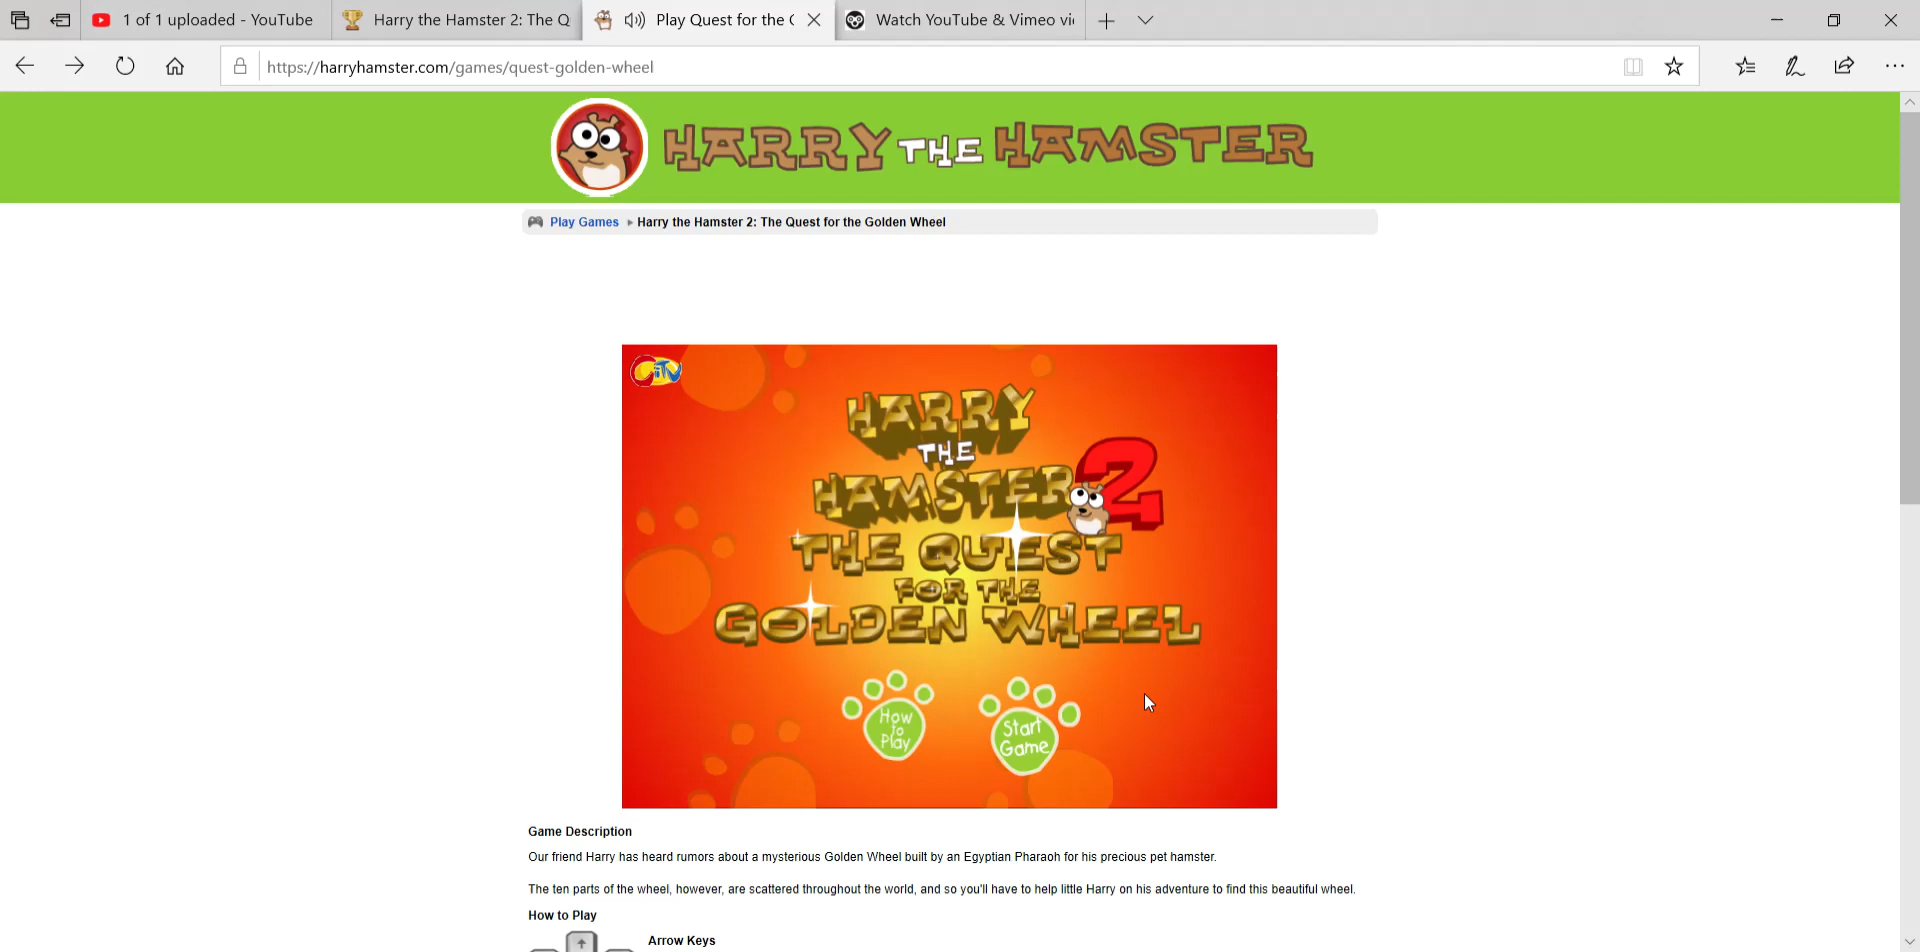 1 of 1 uploaded - YouTube
Harry the Hamster 2: The Q
Play Quest for the
Watch YouTube & Vimeo vi
https://harryhamster.com/games/quest-golden-wheel
HARRY THE HAMSTER
Play Games
Harry the Hamster 2: The Quest for the Golden Wheel
CiTV
HARRY
THE
HAMSTER 2
THE QUEST
FOR THE
GOLDEN WHEEL
How
to
Play
Start
Game
Game Description
Our friend Harry has heard rumors about a mysterious Golden Wheel built by an Egyptian Pharaoh for his precious pet hamster.
The ten parts of the wheel, however, are scattered throughout the world, and so you'll have to help little Harry on his adventure to find this beautiful wheel.
How to Play
Arrow Keys